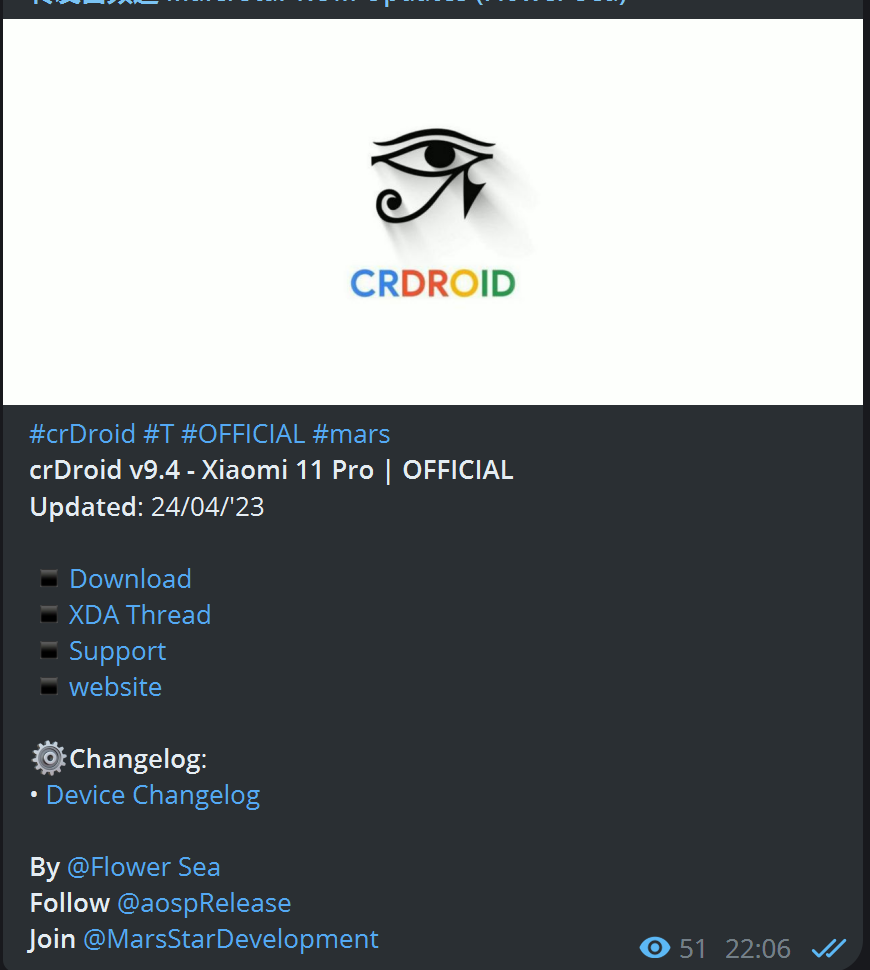 CRDROID
#crDroid #T #OFFICIAL #mars
crDroid v9.4 - Xiaomi 11 Pro | OFFICIAL
Updated: 24/04/'23
Download
XDA Thread
Support
website
Changelog:
• Device Changelog
By @Flower Sea
Follow @aospRelease
Join @MarsStarDevelopment
51 22:06